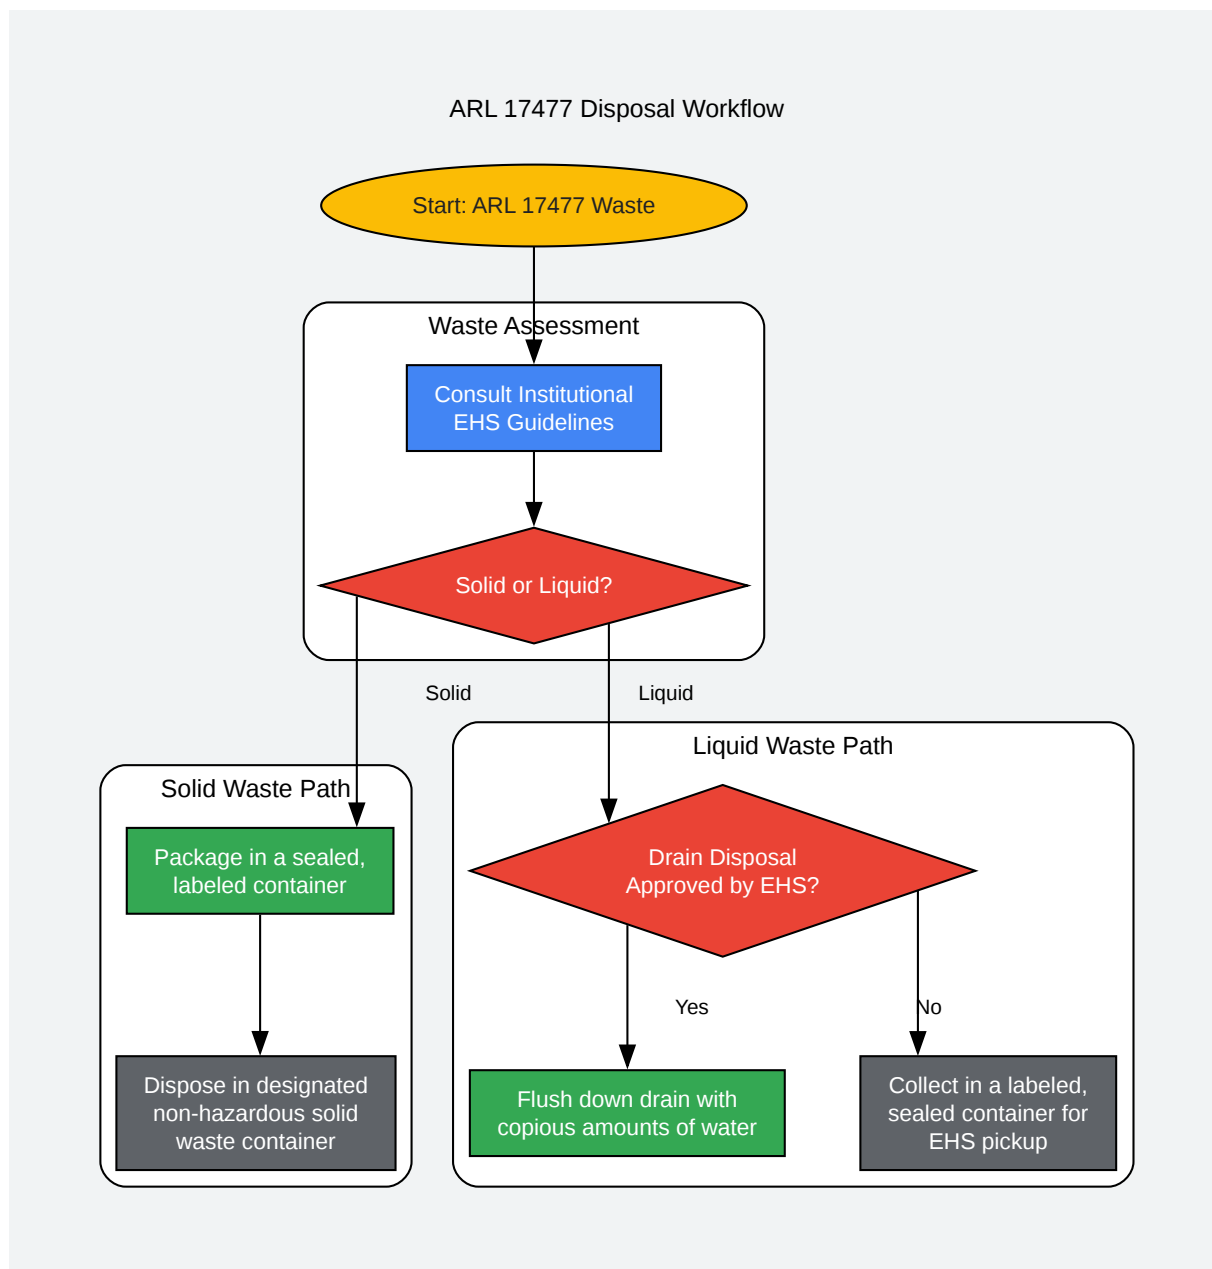 ARL 17477 Disposal Workflow
Start: ARL 17477 Waste
Waste Assessment
Consult Institutional
EHS Guidelines
Solid or Liquid?
Solid
Liquid
Solid Waste Path
Package in a sealed,
labeled container
Dispose in designated
non-hazardous solid
waste container
Liquid Waste Path
Drain Disposal
Approved by EHS?
Yes
No
Flush down drain with
copious amounts of water
Collect in a labeled,
sealed container for
EHS pickup